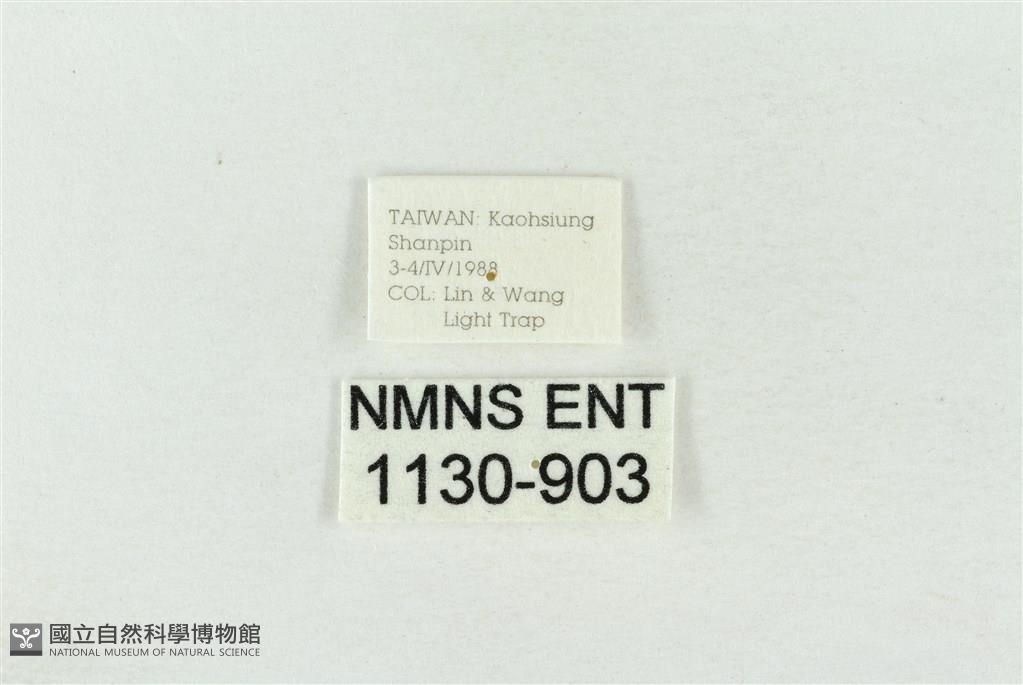 TAIWAN: Kaohsiung
Shanpin
3-4/IV/1988
COL: Lin & Wang
Light Trap
NMNS ENT
1130-903
國立自然科學博物館
NATIONAL MUSEUM OF NATURAL SCIENCE